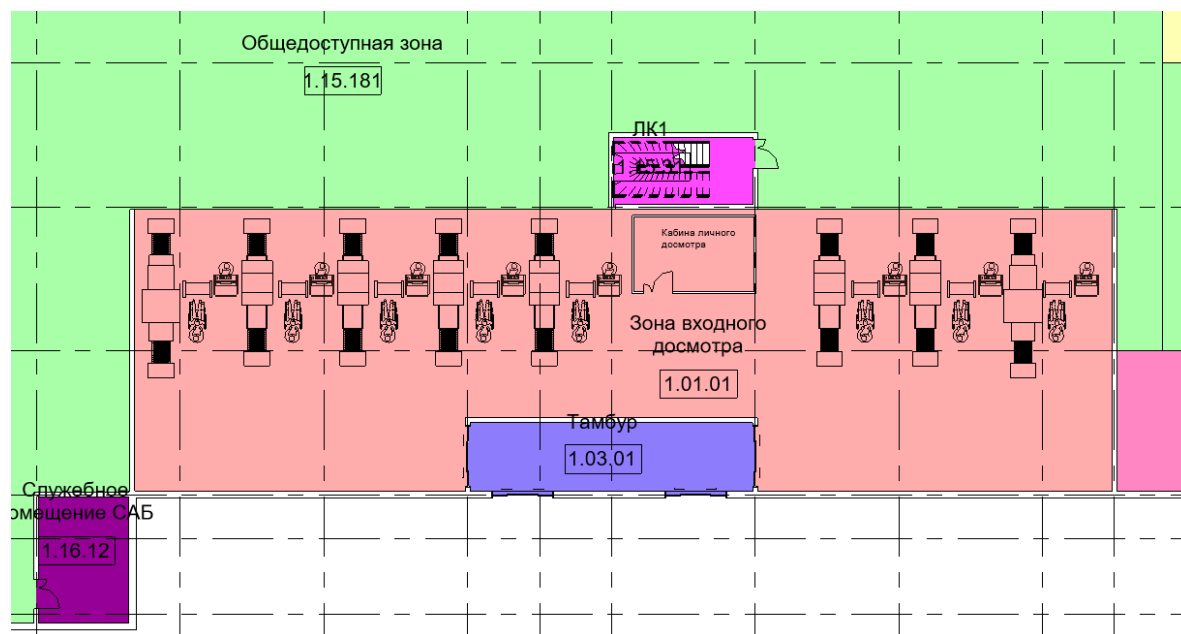 Общедоступная зона
1.15.181
ЛК1
Кабина личного
досмотра
Зона входного
досмотра
1.01.01
Тамбур
1.03.01
Служебное
омещение САБ
1.16.12